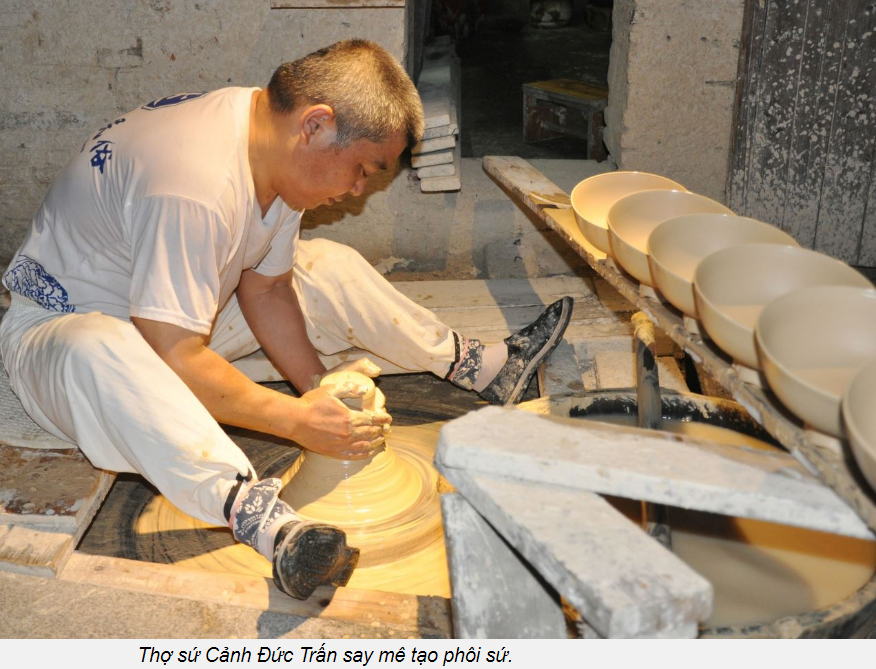 Thợ sứ Cảnh Đức Trấn say mê tạo phôi sứ.